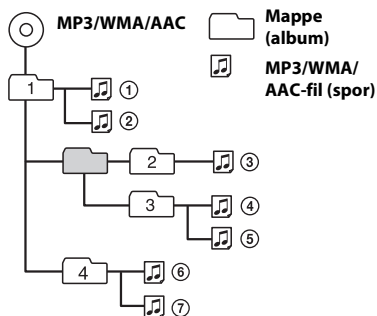 MP3/WMA/AAC
Mappe
(album)
MP3/WMA/
AAC-fil (spor)
1
①
②
2
③
3
④
⑤
4
⑥
⑦